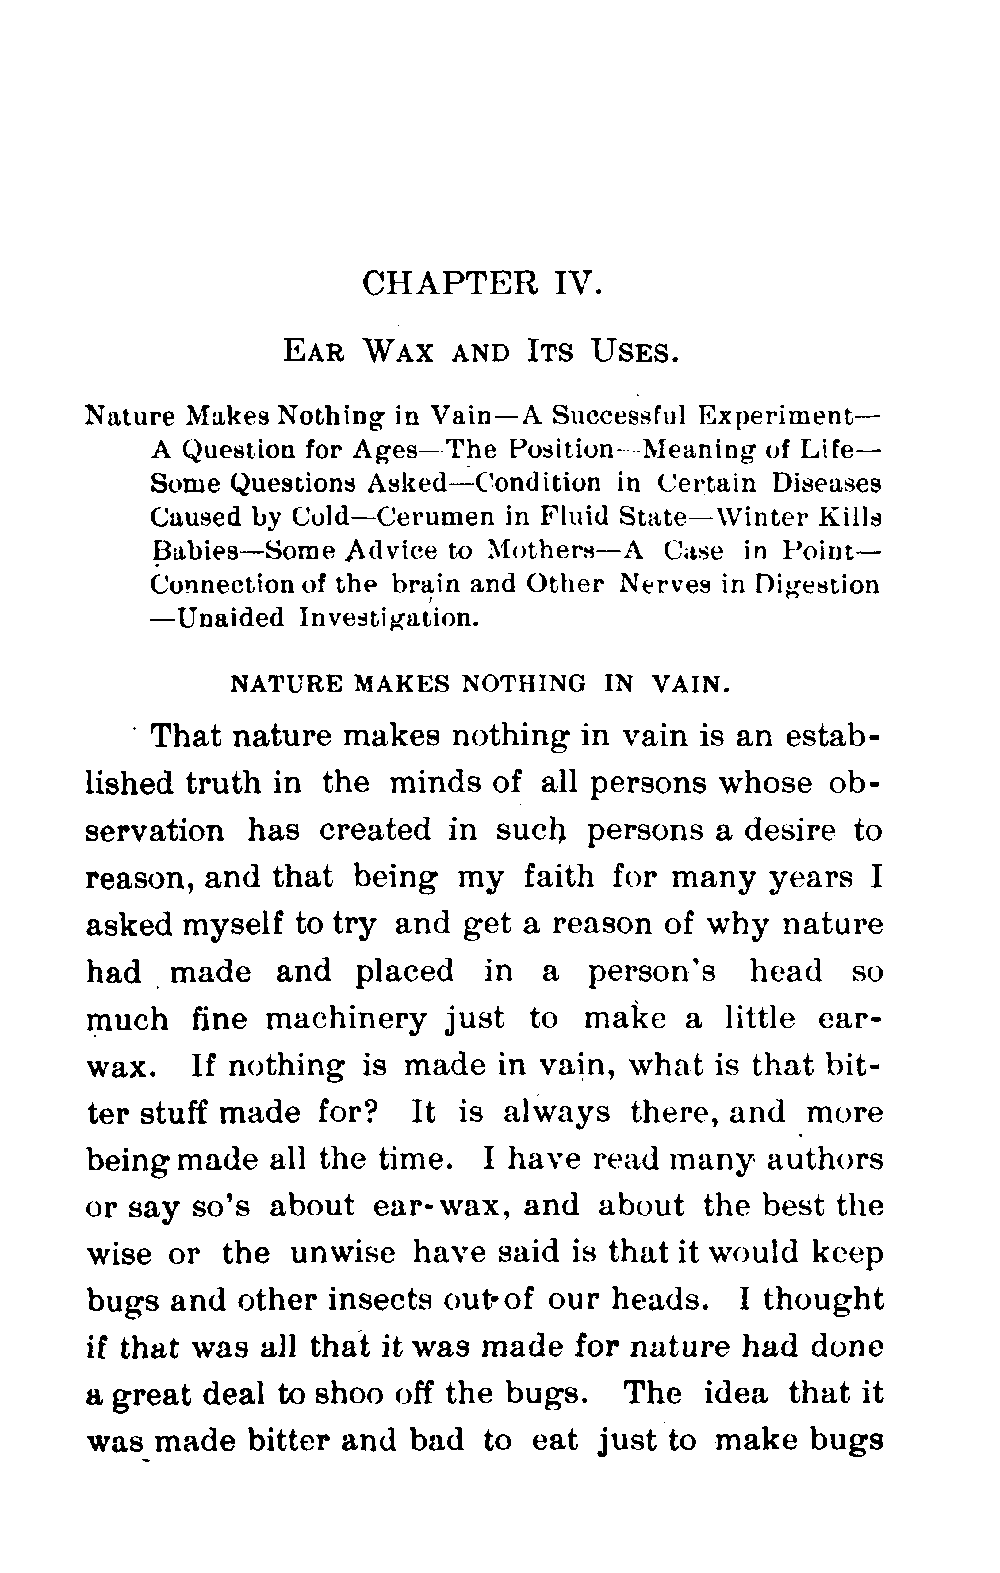 CHAPTER IV.
EAR WAX AND ITS USES.
Nature Makes Nothing in Vain—A Successful Experiment—
A Question for Ages—The Position—Meaning of Life—
Some Questions Asked—Condition in Certain Diseases
Caused by Cold—Cerumen in Fluid State—Winter Kills
Babies—Some Advice to Mothers—A Case in Point—
Connection of the brain and Other Nerves in Digestion
—Unaided Investigation.
NATURE MAKES NOTHING IN VAIN.
That nature makes nothing in vain is an estab-
lished truth in the minds of all persons whose ob-
servation has created in such persons a desire to
reason, and that being my faith for many years I
asked myself to try and get a reason of why nature
had made and placed in a person's head so
much fine machinery just to make a little ear-
wax. If nothing is made in vain, what is that bit-
ter stuff made for? It is always there, and more
being made all the time. I have read many authors
or say so's about ear-wax, and about the best the
wise or the unwise have said is that it would keep
bugs and other insects out of our heads. I thought
if that was all that it was made for nature had done
a great deal to shoo off the bugs. The idea that it
was made bitter and bad to eat just to make bugs